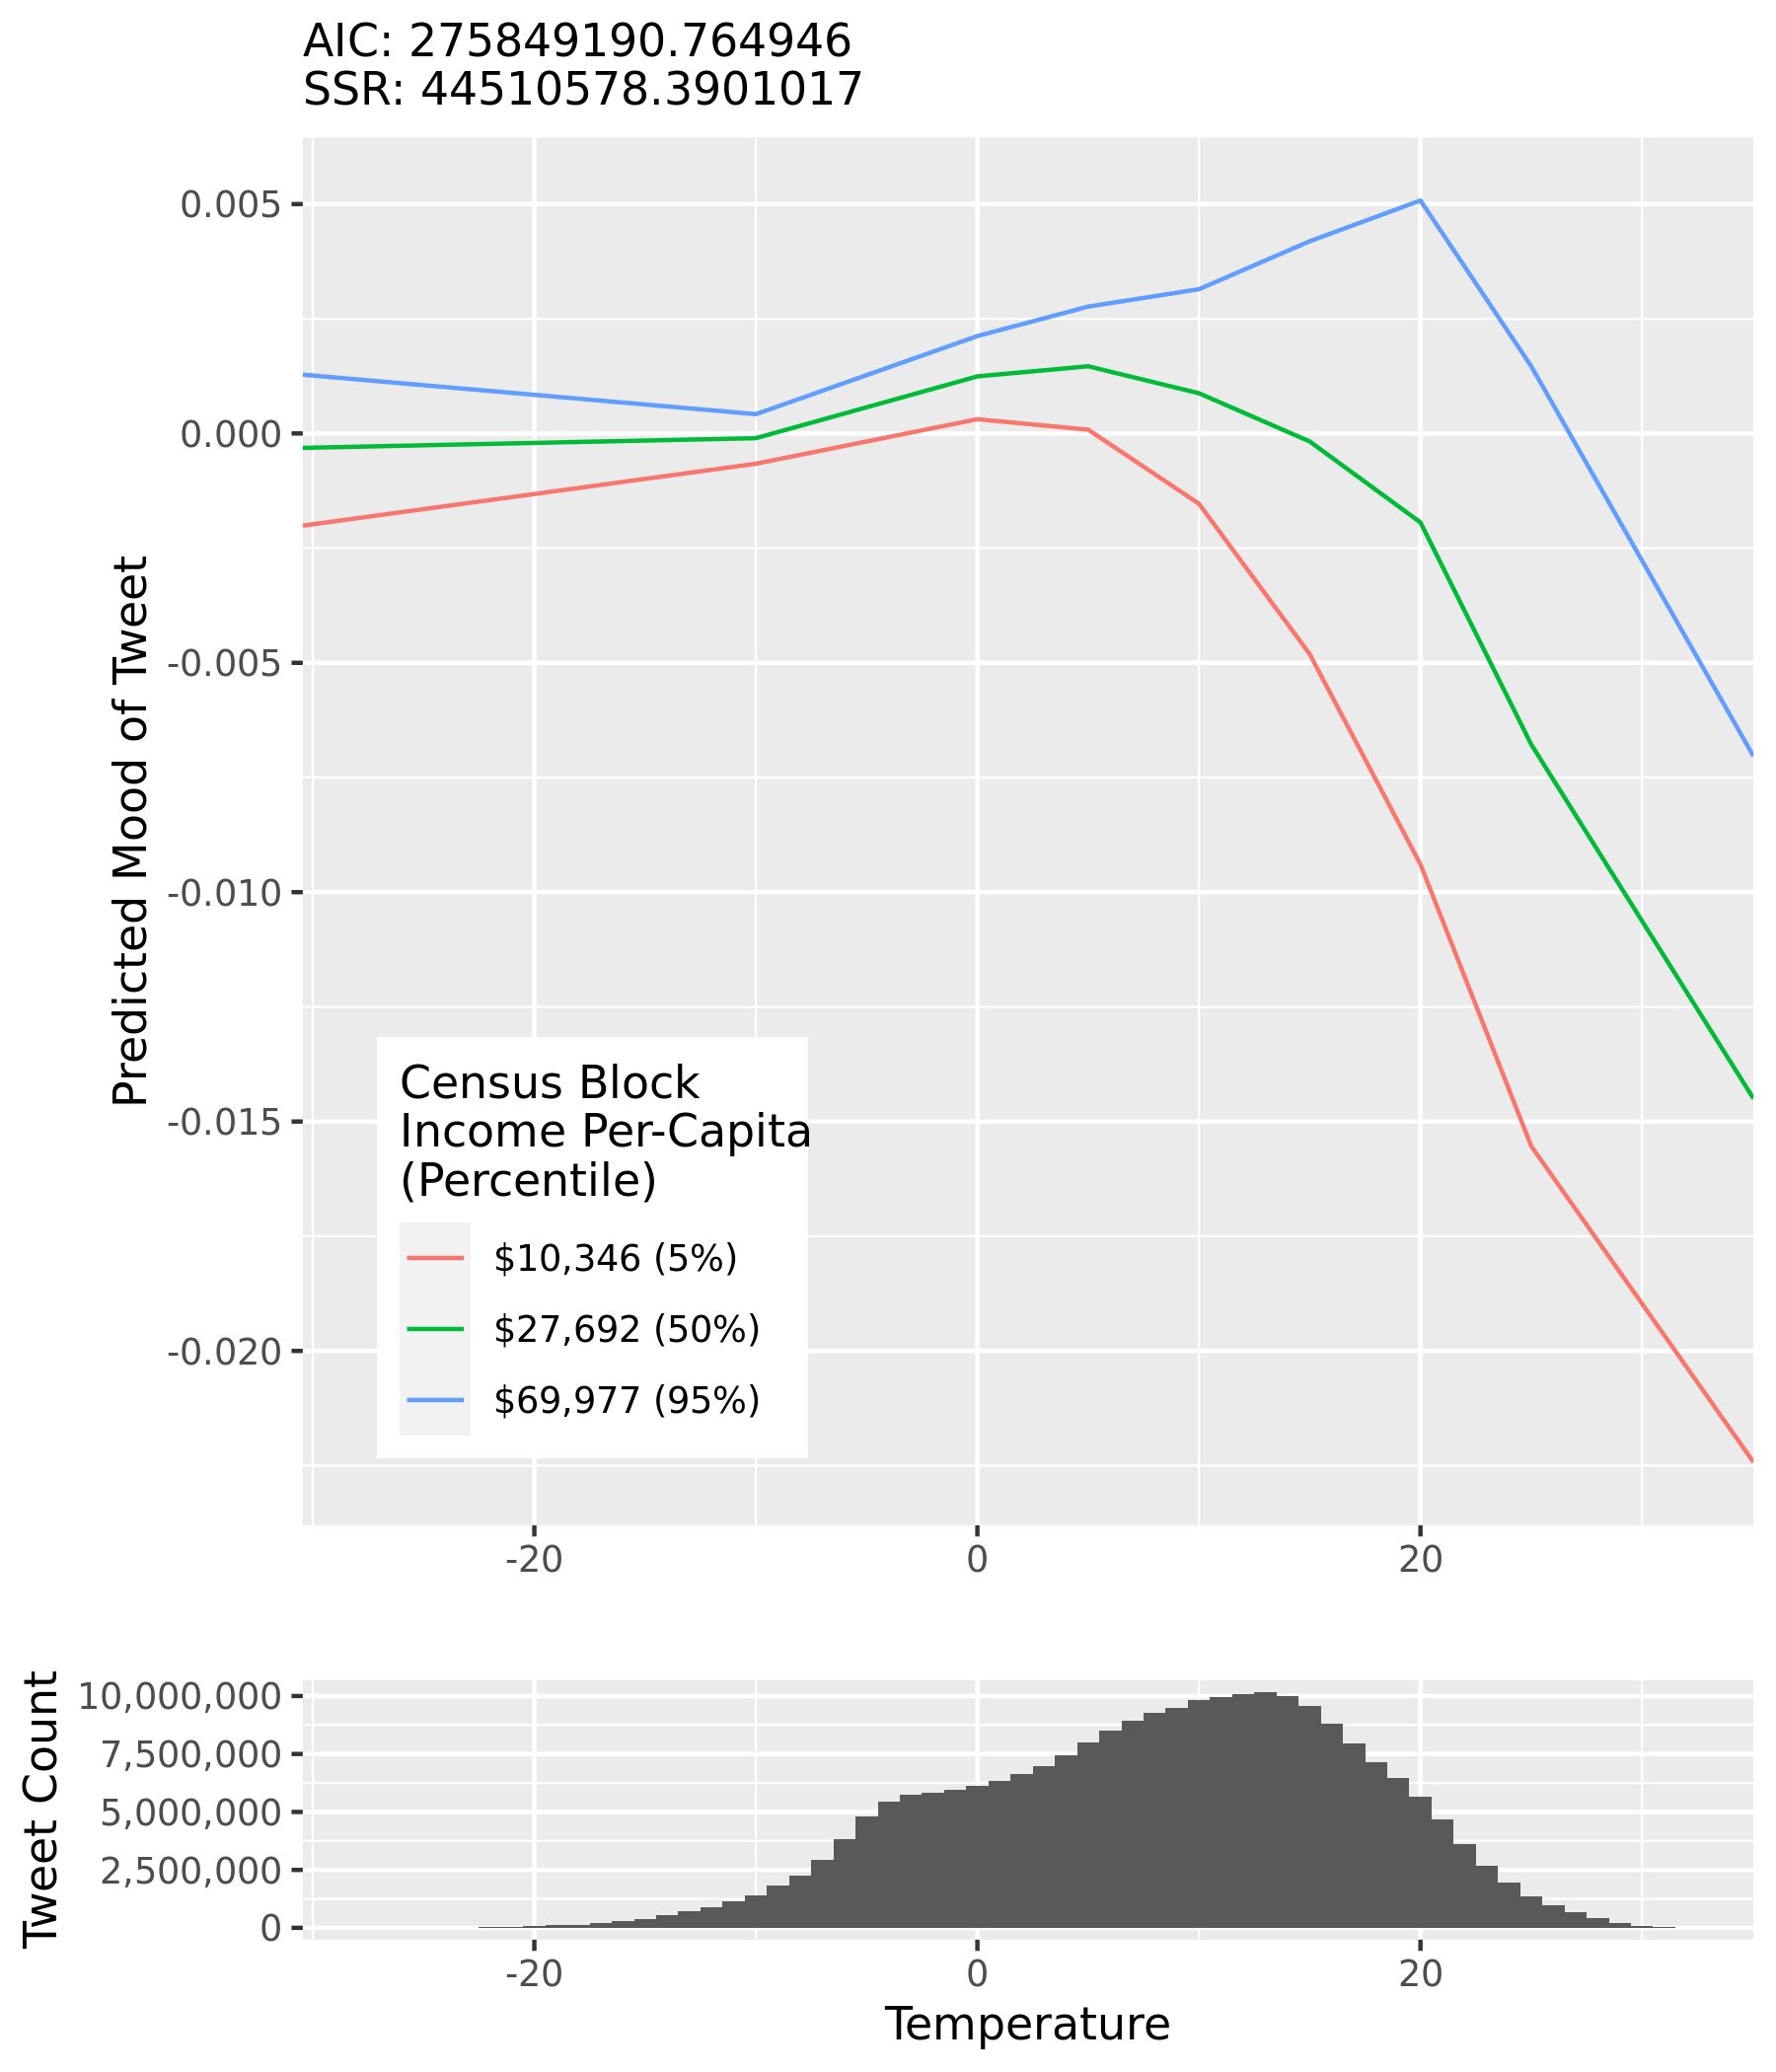 AIC: 275849190.764946
SSR: 44510578.3901017
Predicted Mood of Tweet
0.005
0.000
-0.005
-0.010
-0.015
-0.020
Census Block
Income Per-Capita
(Percentile)
$10,346 (5%)
$27,692 (50%)
$69,977 (95%)
-20 0 20
Tweet Count
10,000,000
7,500,000
5,000,000
2,500,000
0
-20 0 20
Temperature